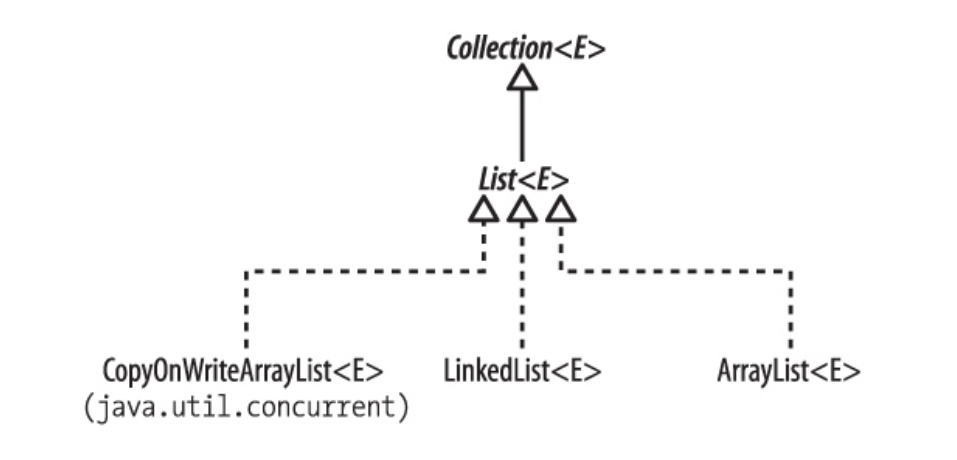 Collection<E>
List<E>
CopyOnWriteArrayList<E>
(java.util.concurrent)
LinkedList<E>
ArrayList<E>